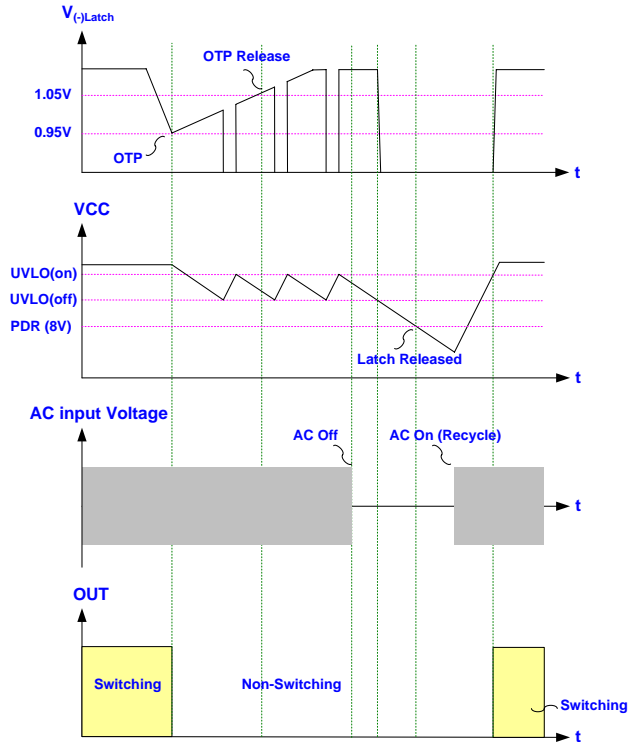 V(-)Latch
OTP Release
1.05V
0.95V
OTP
t
VCC
UVLO(on)
UVLO(off)
PDR (8V)
Latch Released
t
AC input Voltage
AC Off
AC On (Recycle)
t
OUT
Switching
Non-Switching
Switching
t